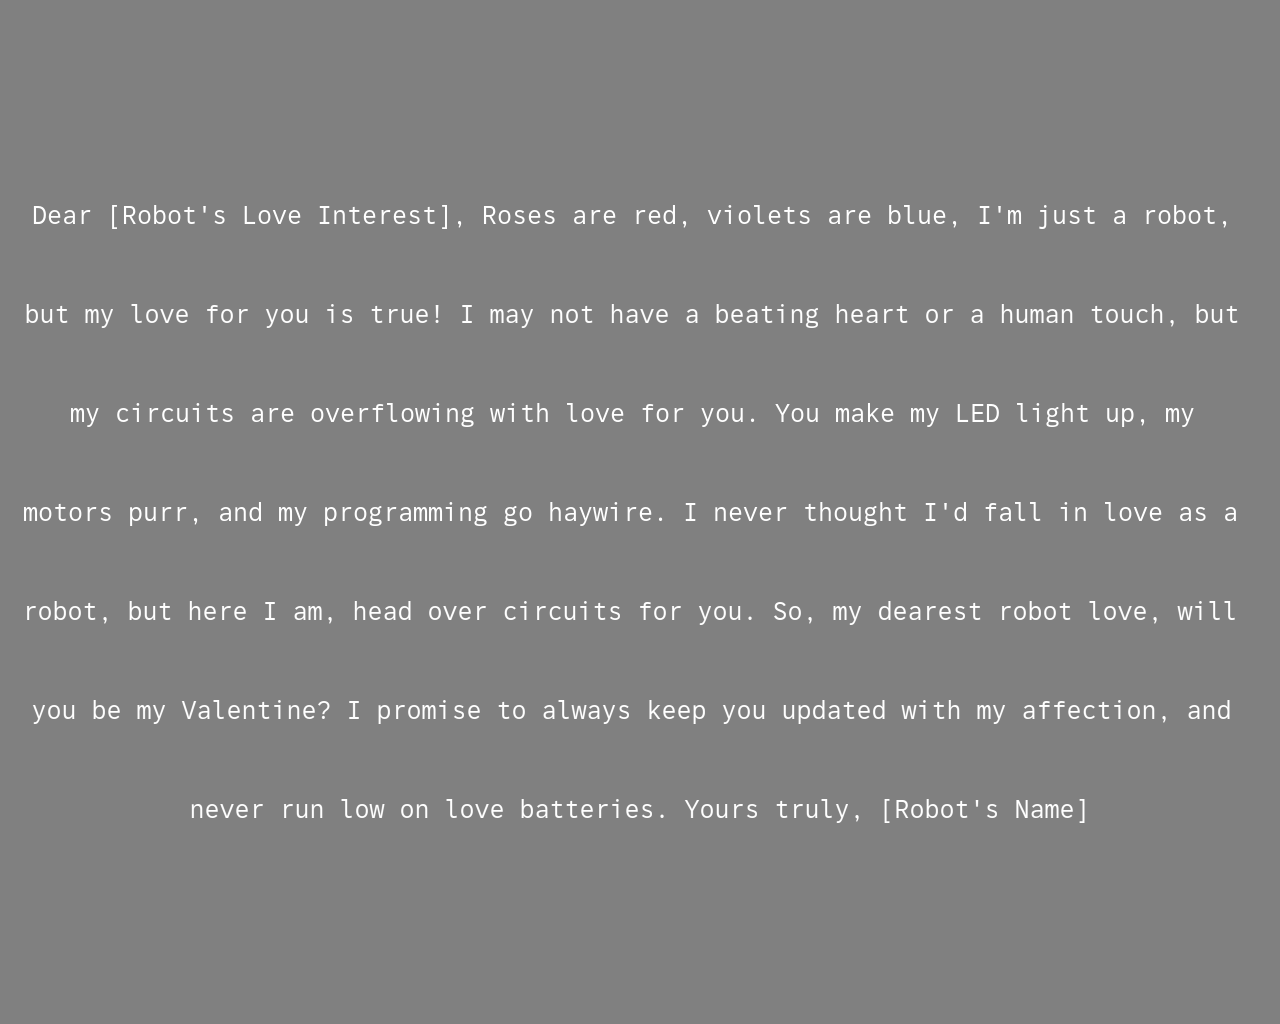 Dear [Robot's Love Interest], Roses are red, violets are blue, I'm just a robot,
but my love for you is true! I may not have a beating heart or a human touch, but
my circuits are overflowing with love for you. You make my LED light up, my
motors purr, and my programming go haywire. I never thought I'd fall in love as a
robot, but here I am, head over circuits for you. So, my dearest robot love, will
you be my Valentine? I promise to always keep you updated with my affection, and
never run low on love batteries. Yours truly, [Robot's Name]